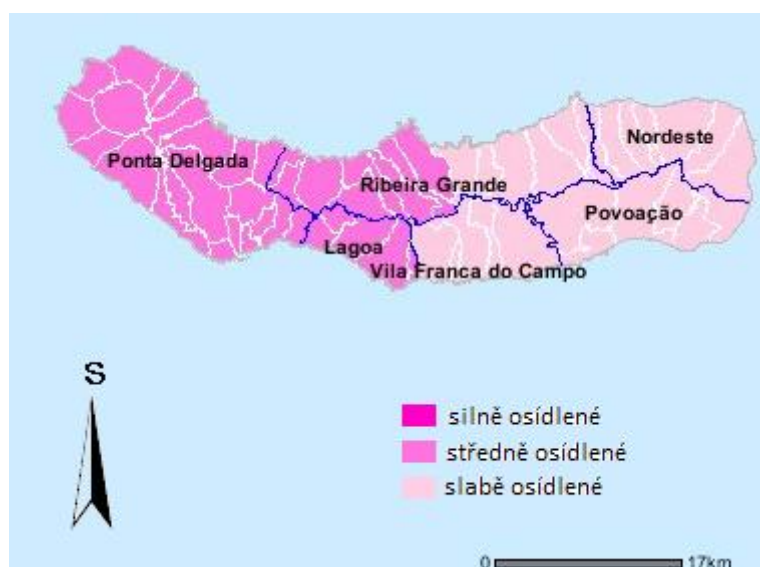 Nordeste
Ponta Delgada
Ribeira Grande
Povoação
Lagoa
Vila Franca do Campo
S
silně osídlené
středně osídlené
slabě osídlené
0 17km